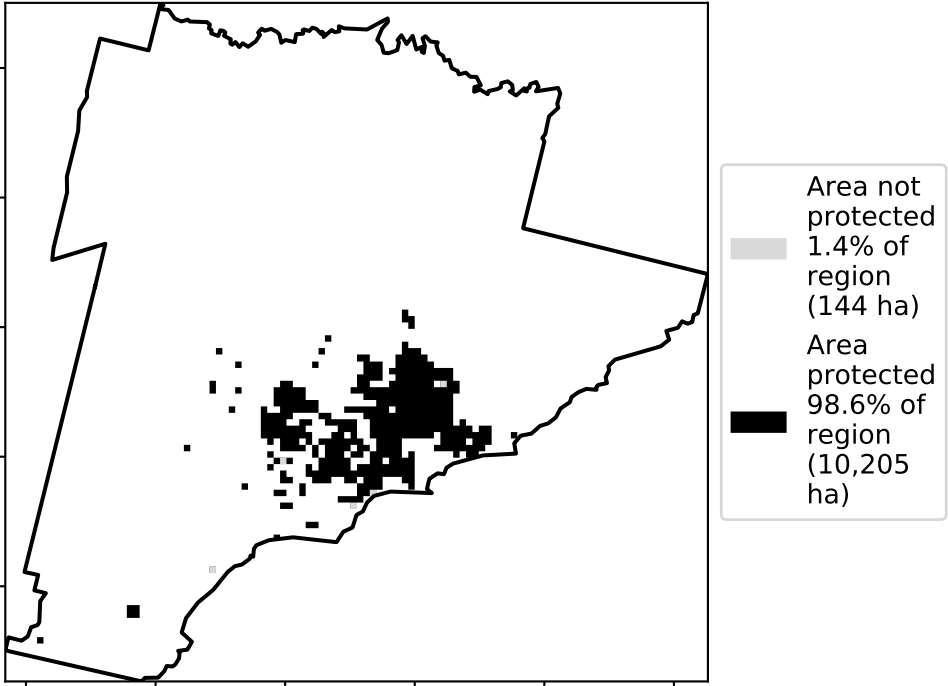 Area not
protected
1.4% of
region
(144 ha)
Area
protected
98.6% of
region
(10,205
ha)